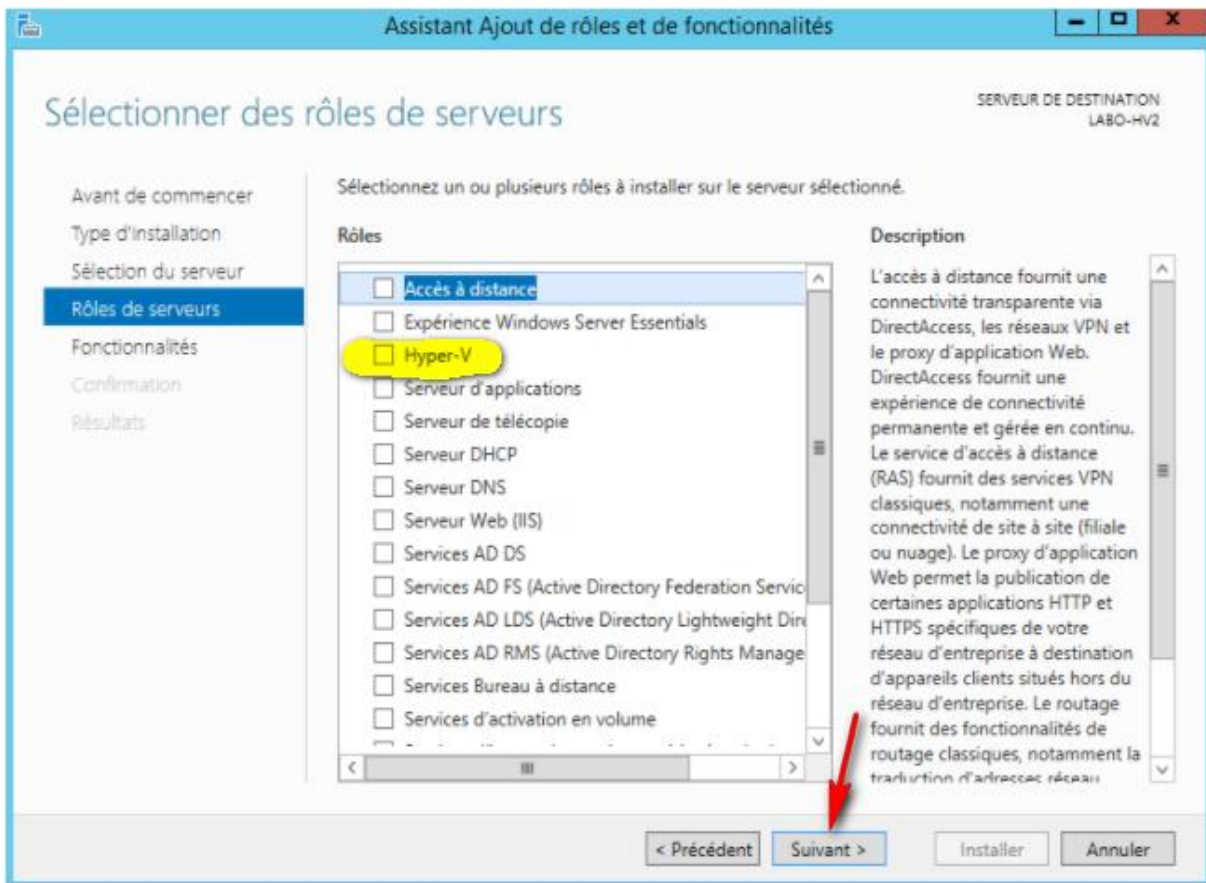 Assistant Ajout de rôles et de fonctionnalités
Sélectionner des rôles de serveurs
SERVEUR DE DESTINATION
LABO-HV2
Avant de commencer
Type d'installation
Sélection du serveur
Rôles de serveurs
Fonctionnalités
Confirmation
Résultats
Sélectionnez un ou plusieurs rôles à installer sur le serveur sélectionné.
Rôles
Accès à distance
Expérience Windows Server Essentials
Hyper-V
Serveur d'applications
Serveur de télécopie
Serveur DHCP
Serveur DNS
Serveur Web (IIS)
Services AD DS
Services AD FS (Active Directory Federation Servic
Services AD LDS (Active Directory Lightweight Dire
Services AD RMS (Active Directory Rights Manage
Services Bureau à distance
Services d'activation en volume
Description
L'accès à distance fournit une
connectivité transparente via
DirectAccess, les réseaux VPN et
le proxy d'application Web.
DirectAccess fournit une
expérience de connectivité
permanente et gérée en continu.
Le service d'accès à distance
(RAS) fournit des services VPN
classiques, notamment une
connectivité de site à site (filiale
ou nuage). Le proxy d'application
Web permet la publication de
certaines applications HTTP et
HTTPS spécifiques de votre
réseau d'entreprise à destination
d'appareils clients situés hors du
réseau d'entreprise. Le routage
fournit des fonctionnalités de
routage classiques, notamment la
traduction d'adresses réseau
< Précédent
Suivant >
Installer
Annuler